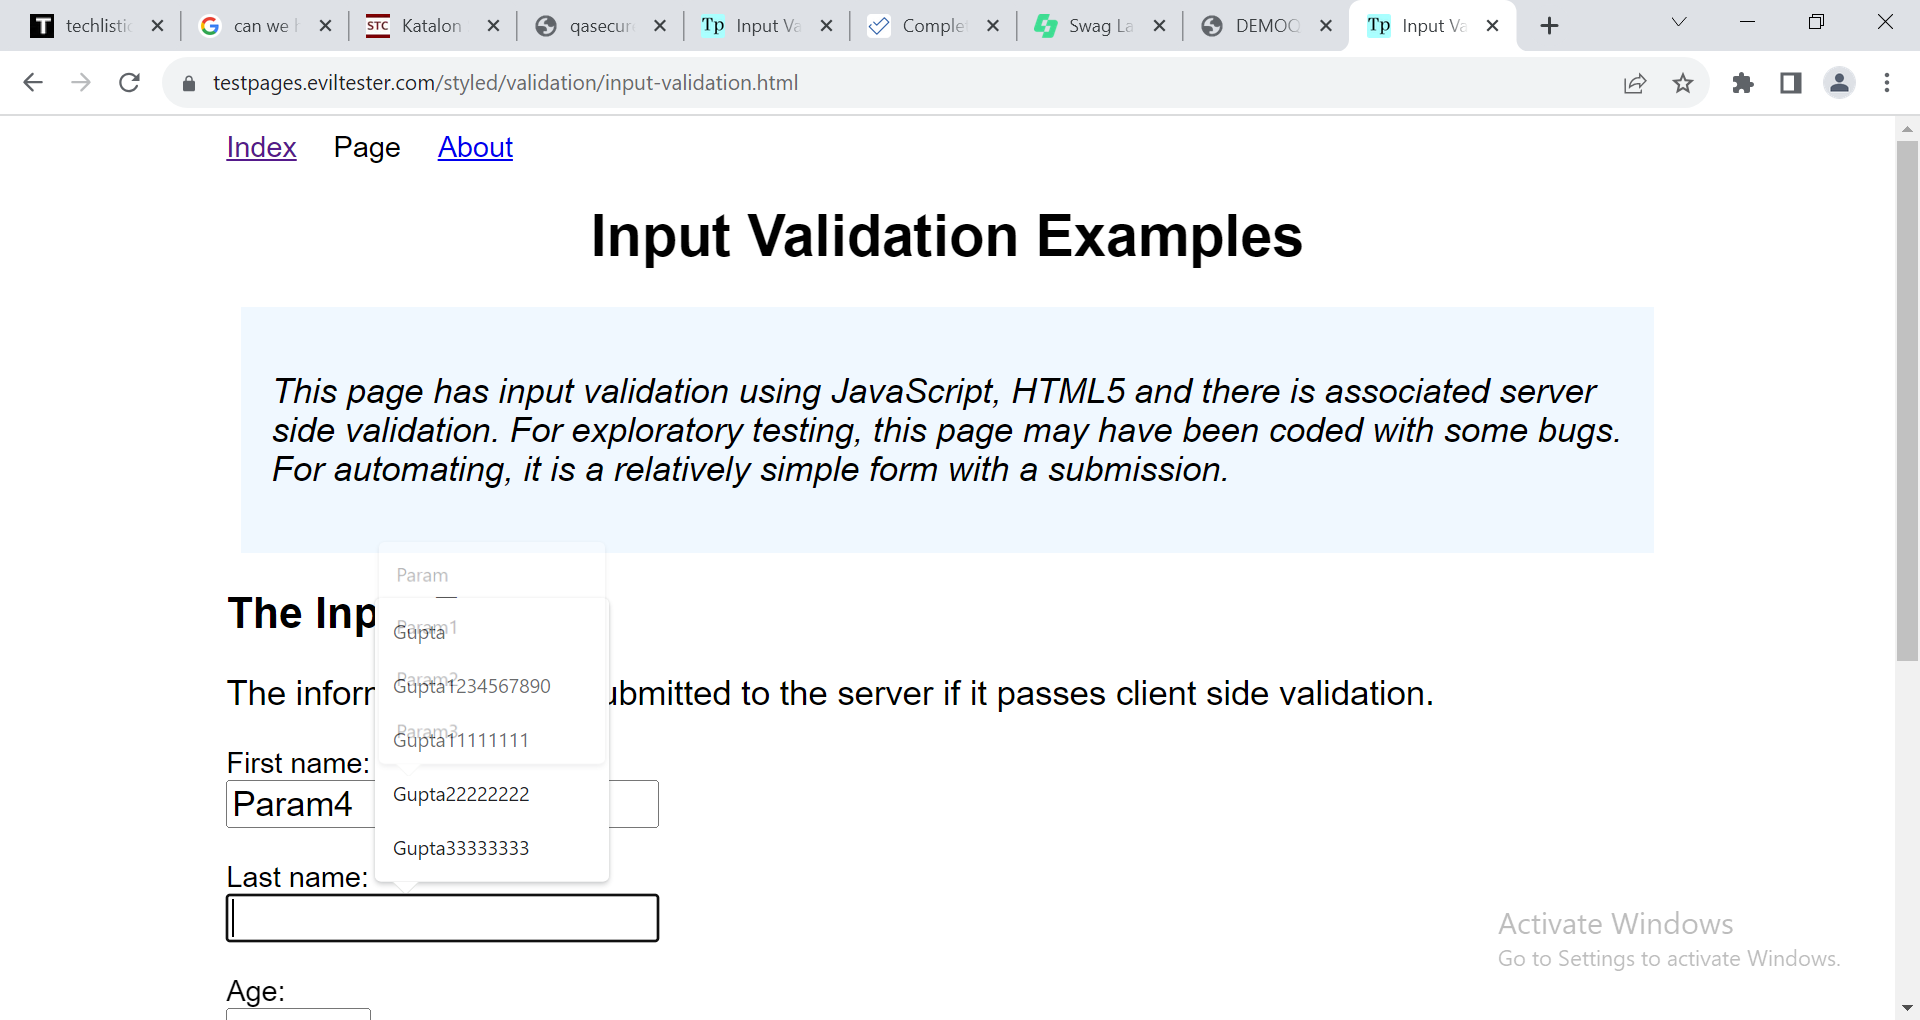 techlistic
can we h
STC Katalon
qasecure
Tp Input Va
Complet
Swag La
DEMOQ
Tp Input Va
testpages.eviltester.com/styled/validation/input-validation.html
Index Page About
Input Validation Examples
This page has input validation using JavaScript, HTML5 and there is associated server
side validation. For exploratory testing, this page may have been coded with some bugs.
For automating, it is a relatively simple form with a submission.
Param
The Inp
Param1
Gupta
Param2
Gupta1234567890
The inforn ubmitted to the server if it passes client side validation.
Param3
Gupta11111111
First name:
Gupta22222222
Param4
Gupta33333333
Last name:
Activate Windows
Go to Settings to activate Windows.
Age: